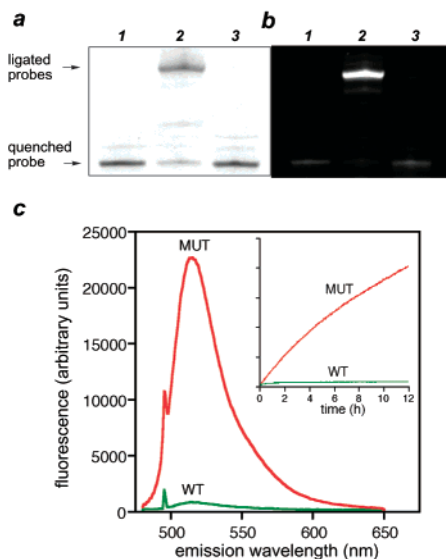 a
b
1 2 3
1 2 3
ligated
probes
quenched
probe
c
25000
20000
15000
10000
5000
0
fluorescence (arbitrary units)
MUT
WT
500 550 600 650
emission wavelength (nm)
MUT
WT
0 2 4 6 8 10 12
time (h)